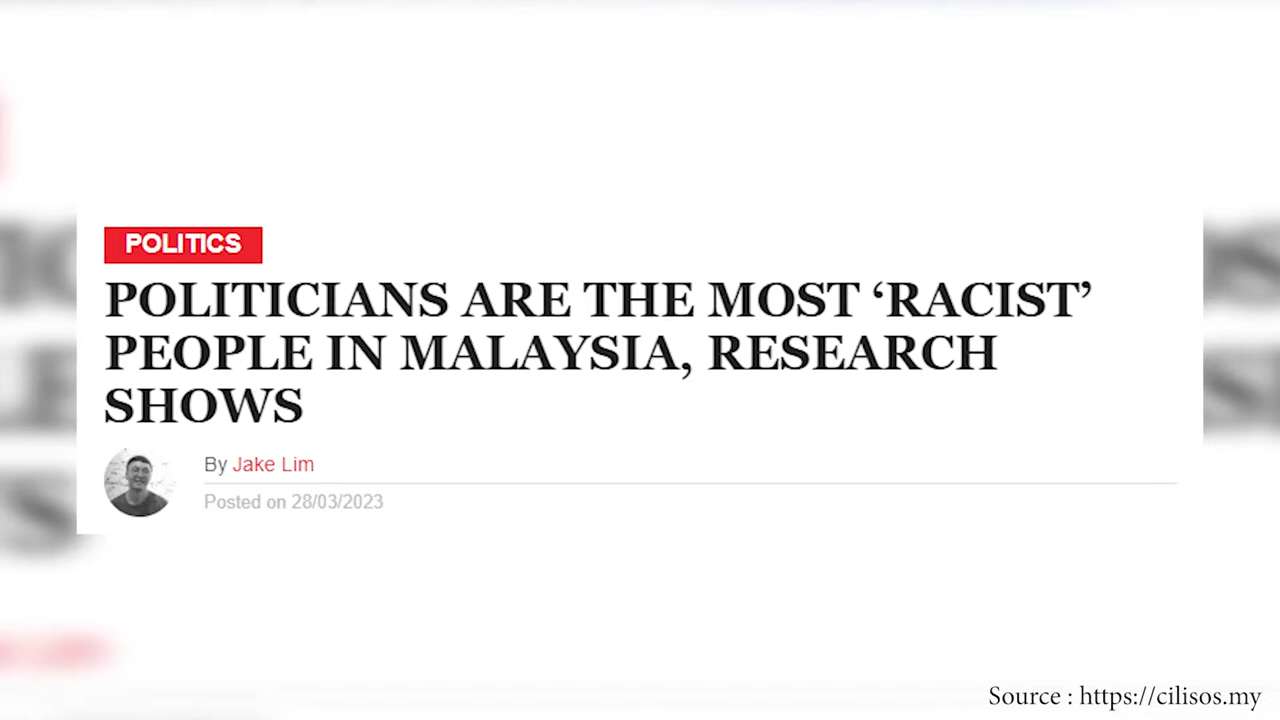 POLITICS
POLITICIANS ARE THE MOST ‘RACIST’
PEOPLE IN MALAYSIA, RESEARCH
SHOWS
By Jake Lim
Posted on 28/03/2023
Source : https://cilisos.my